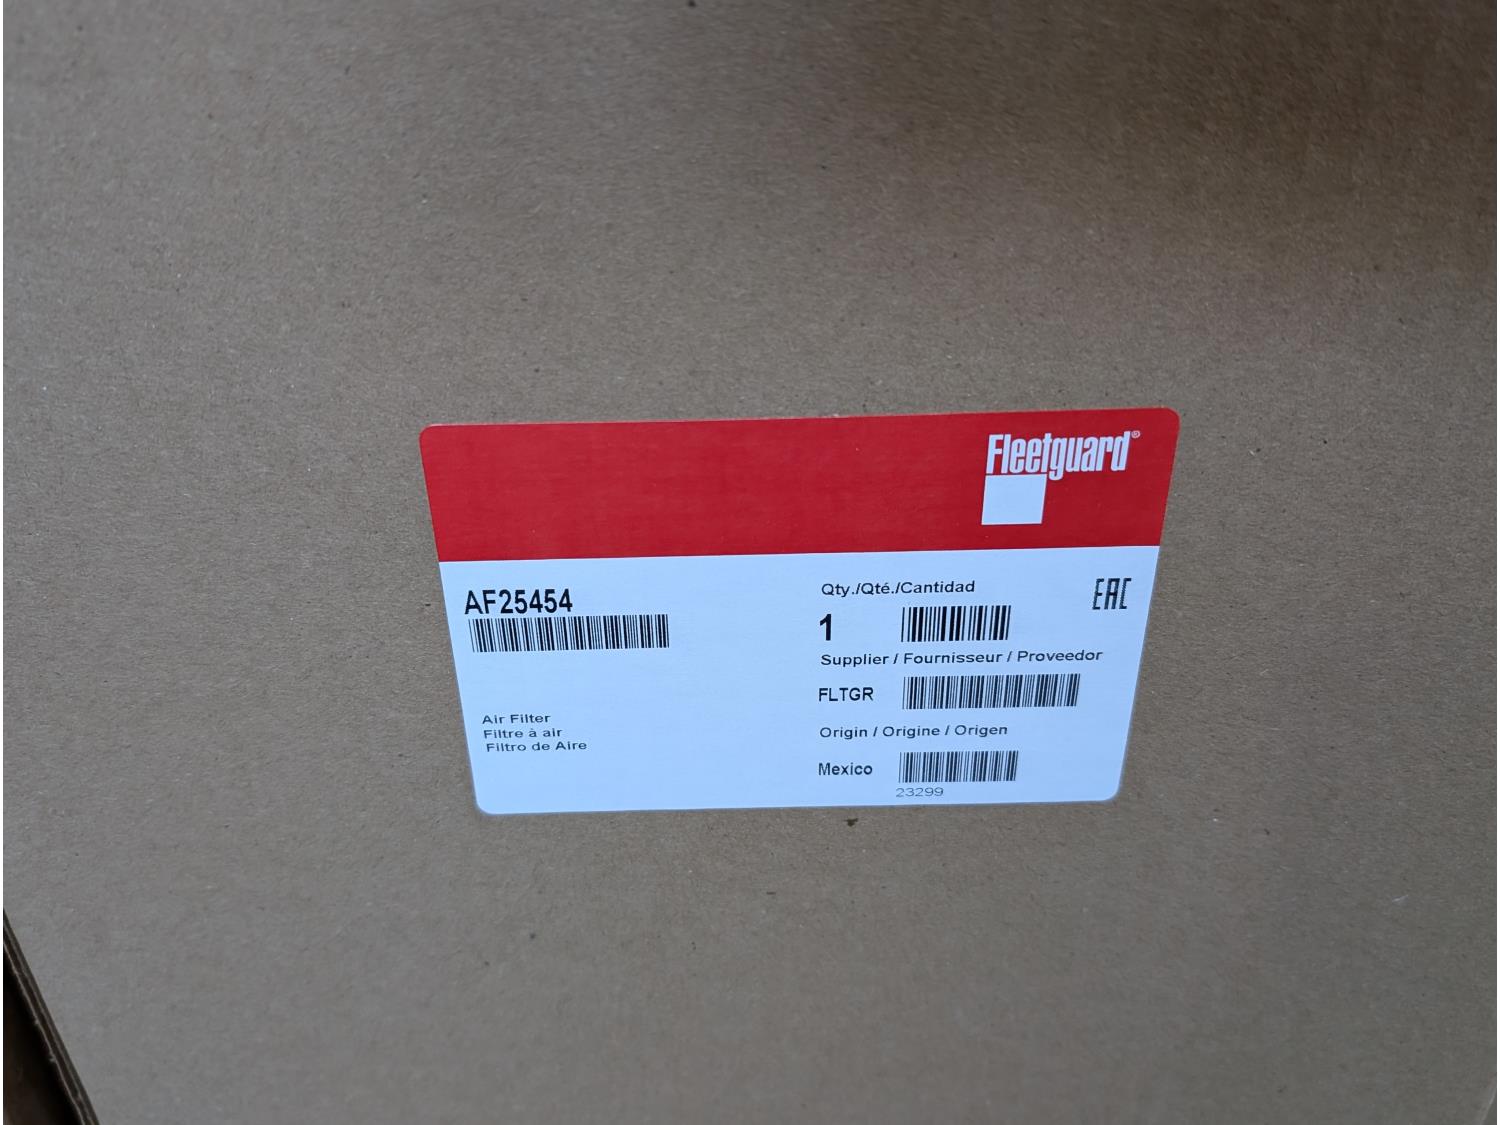 Fleetguard®
AF25454
Air Filter
Filtre à air
Filtro de Aire
Qty./Qté./Cantidad
1
EAC
Supplier / Fournisseur / Proveedor
FLTGR
Origin / Origine / Origen
Mexico
23299